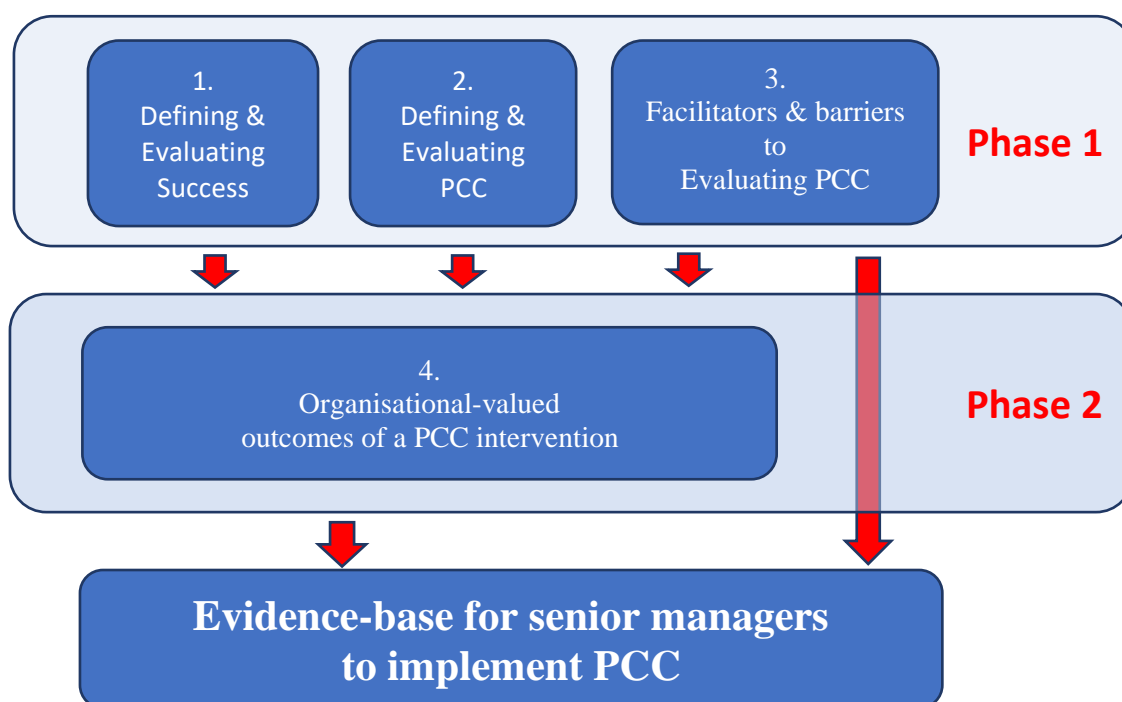 1.
Defining &
Evaluating
Success
2.
Defining &
Evaluating
PCC
3.
Facilitators & barriers
to
Evaluating PCC
Phase 1
4.
Organisational-valued
outcomes of a PCC intervention
Phase 2
Evidence-base for senior managers
to implement PCC